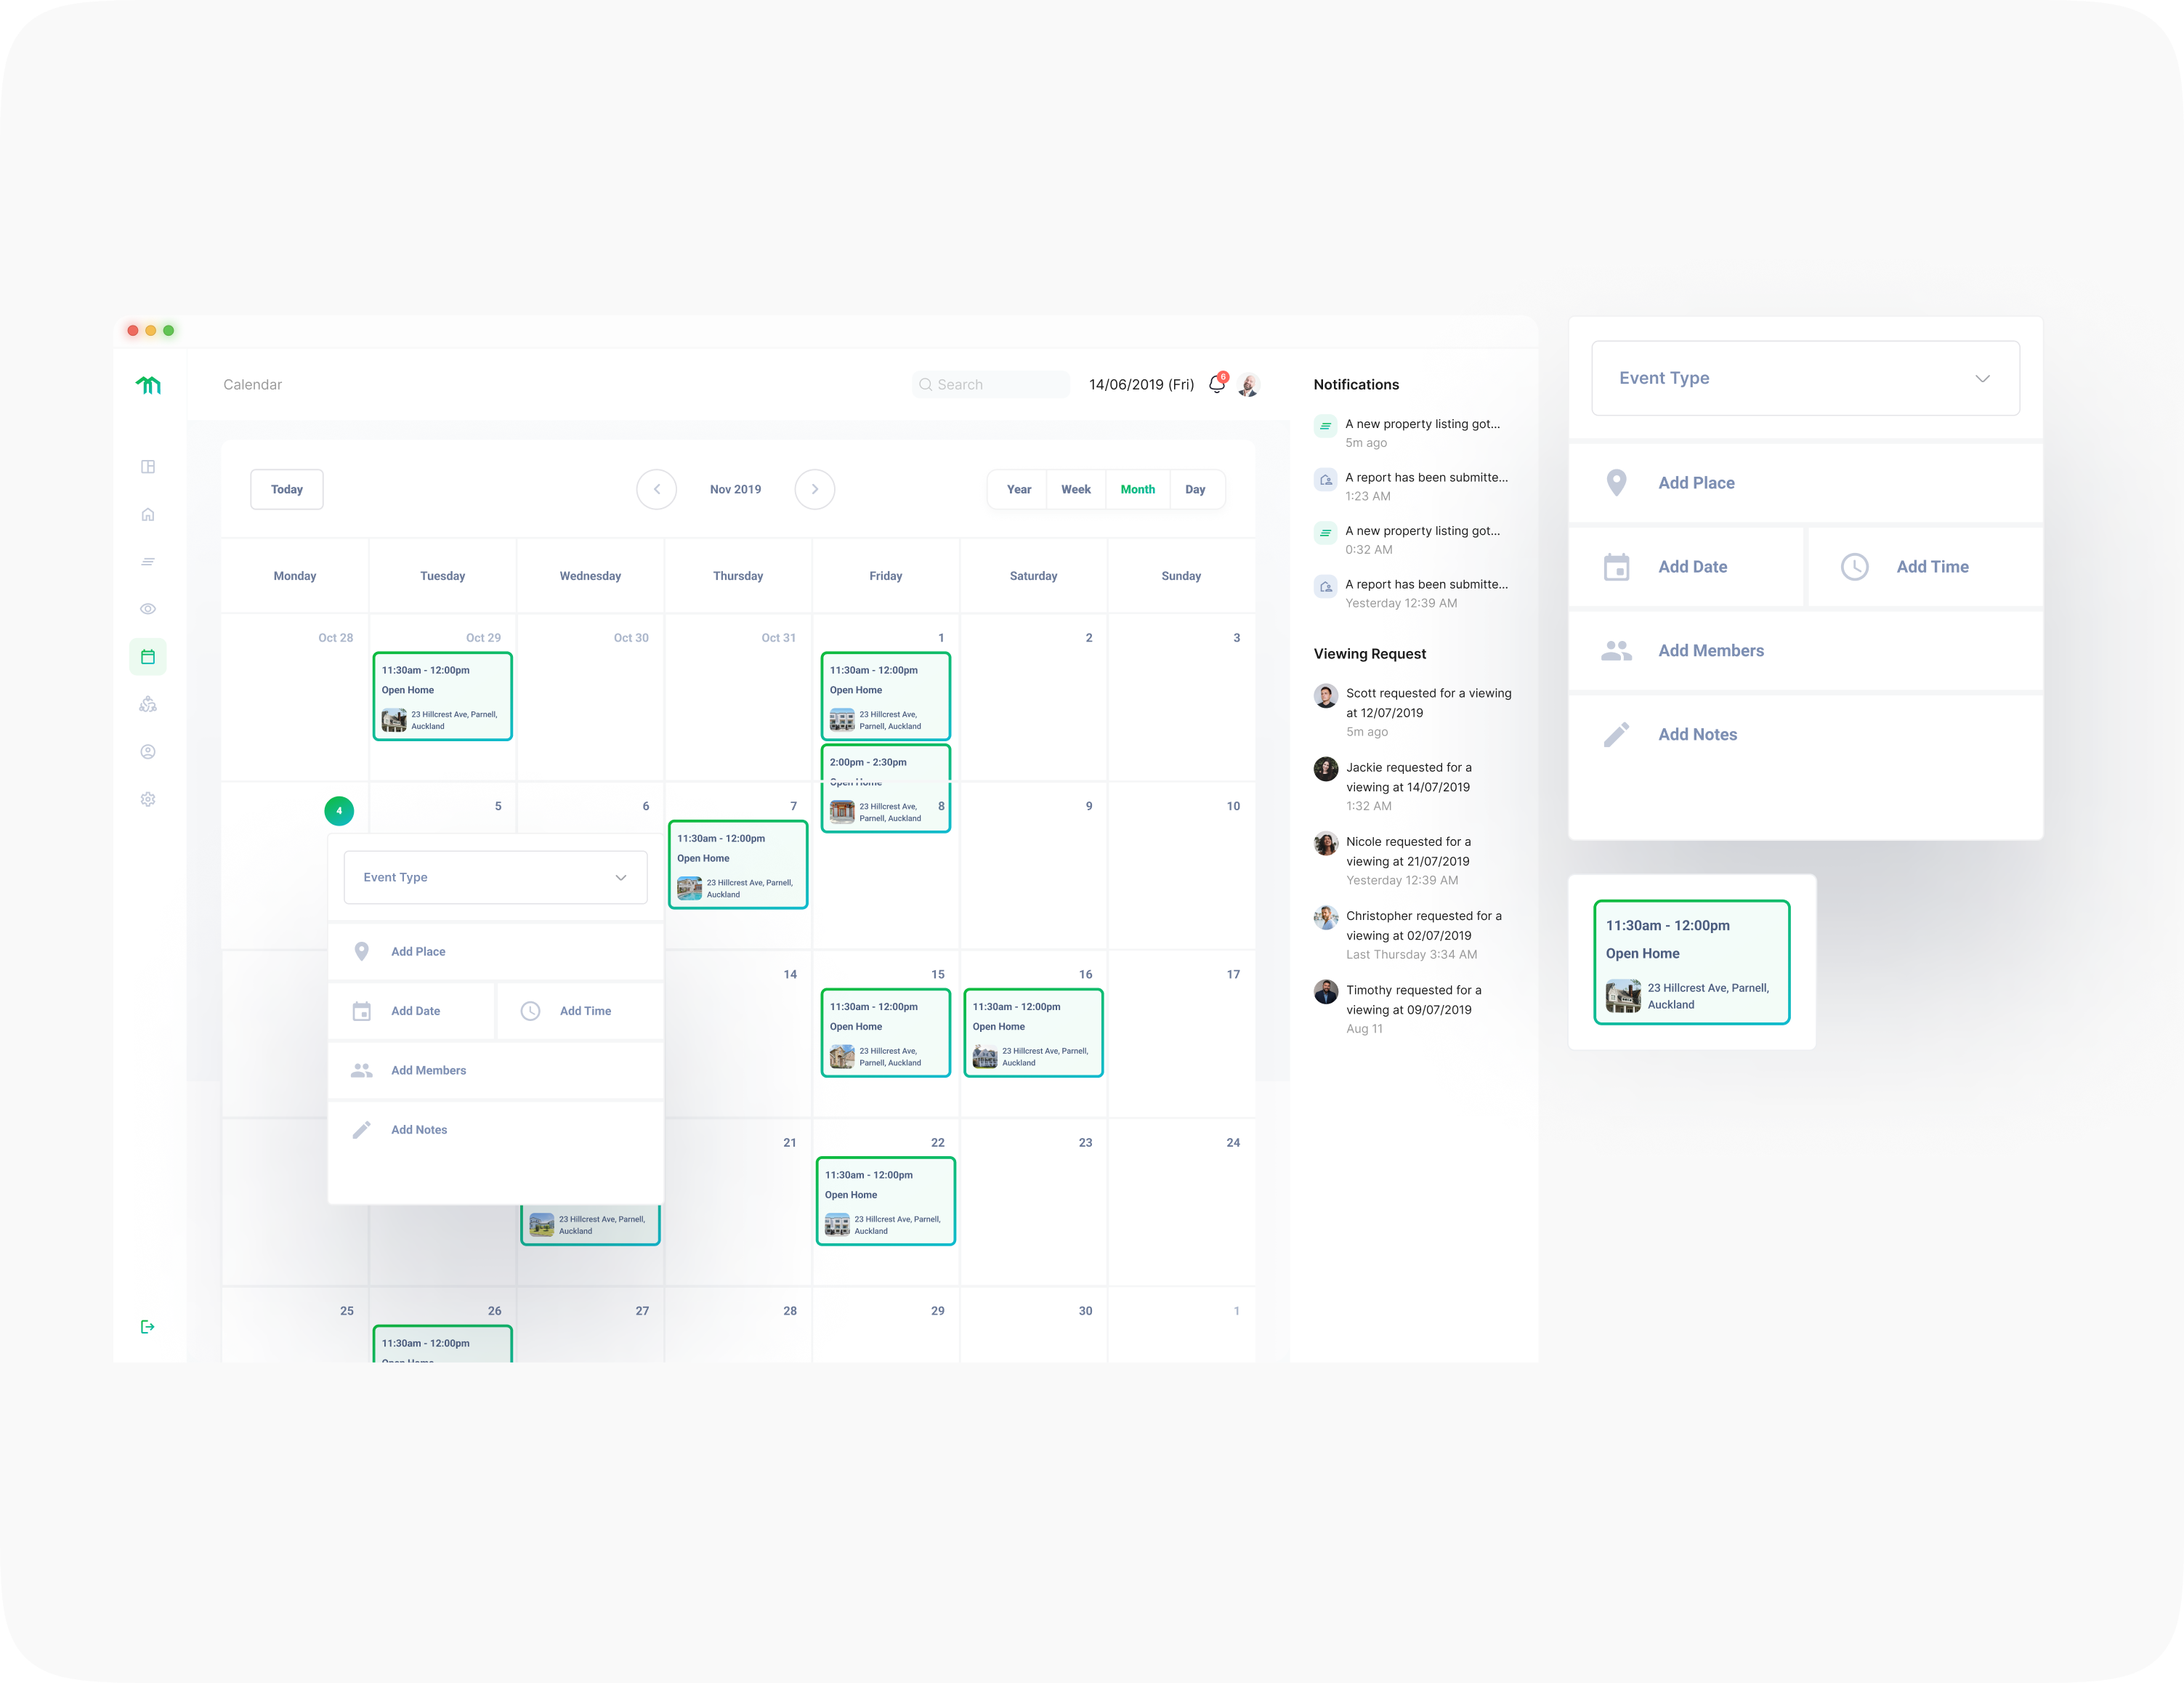 Calendar
Search
14/06/2019 (Fri)
6
Today
Nov 2019
Year
Week
Month
Day
Monday
Tuesday
Wednesday
Thursday
Friday
Saturday
Sunday
Oct 28
Oct 29
Oct 30
Oct 31
1
2
3
11:30am - 12:00pm
Open Home
23 Hillcrest Ave, Parnell,
Auckland
11:30am - 12:00pm
Open Home
23 Hillcrest Ave,
Parnell, Auckland
2:00pm - 2:30pm
Open Home
23 Hillcrest Ave,
Parnell, Auckland
4
5
6
7
8
9
10
11:30am - 12:00pm
Open Home
23 Hillcrest Ave, Parnell,
Auckland
Event Type
Add Place
Add Date
Add Time
Add Members
Add Notes
14
15
16
17
11:30am - 12:00pm
Open Home
23 Hillcrest Ave,
Parnell, Auckland
11:30am - 12:00pm
Open Home
23 Hillcrest Ave, Parnell,
Auckland
21
22
23
24
23 Hillcrest Ave, Parnell,
Auckland
11:30am - 12:00pm
Open Home
23 Hillcrest Ave, Parnell,
Auckland
25
26
27
28
29
30
1
11:30am - 12:00pm
Open Home
Notifications
A new property listing got...
5m ago
A report has been submitte...
1:23 AM
A new property listing got...
0:32 AM
A report has been submitte...
Yesterday 12:39 AM
Viewing Request
Scott requested for a viewing
at 12/07/2019
5m ago
Jackie requested for a
viewing at 14/07/2019
1:32 AM
Nicole requested for a
viewing at 21/07/2019
Yesterday 12:39 AM
Christopher requested for a
viewing at 02/07/2019
Last Thursday 3:34 AM
Timothy requested for a
viewing at 09/07/2019
Aug 11
Event Type
Add Place
Add Date
Add Time
Add Members
Add Notes
11:30am - 12:00pm
Open Home
23 Hillcrest Ave, Parnell,
Auckland